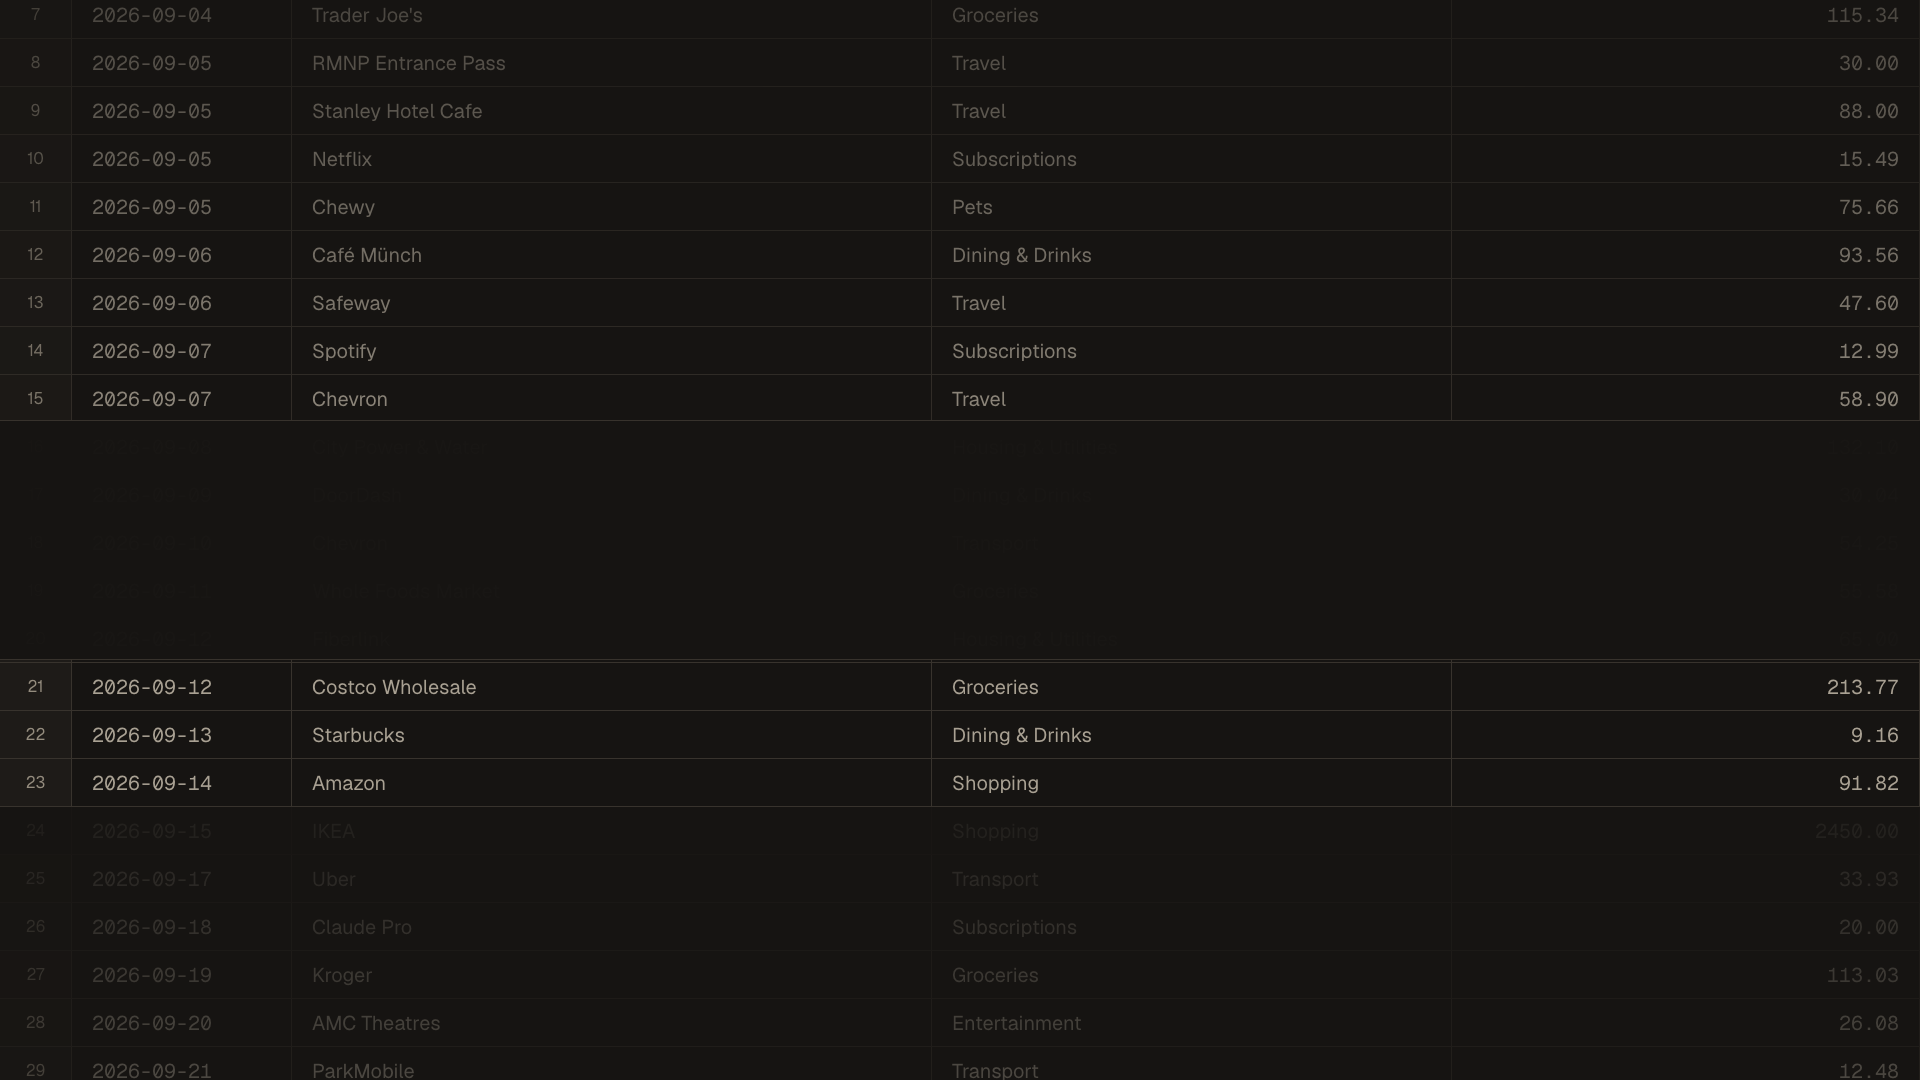 7 2026-09-04 Trader Joe's Groceries 115.34
8 2026-09-05 RMNP Entrance Pass Travel 30.00
9 2026-09-05 Stanley Hotel Cafe Travel 88.00
10 2026-09-05 Netflix Subscriptions 15.49
11 2026-09-05 Chewy Pets 75.66
12 2026-09-06 Café Münch Dining & Drinks 93.56
13 2026-09-06 Safeway Travel 47.60
14 2026-09-07 Spotify Subscriptions 12.99
15 2026-09-07 Chevron Travel 58.90
21 2026-09-12 Costco Wholesale Groceries 213.77
22 2026-09-13 Starbucks Dining & Drinks 9.16
23 2026-09-14 Amazon Shopping 91.82
24 2026-09-15 IKEA Shopping 2450.00
25 2026-09-17 Uber Transport 33.93
26 2026-09-18 Claude Pro Subscriptions 20.00
27 2026-09-19 Kroger Groceries 113.03
28 2026-09-20 AMC Theatres Entertainment 26.08
29 2026-09-21 ParkMobile Transport 12.48